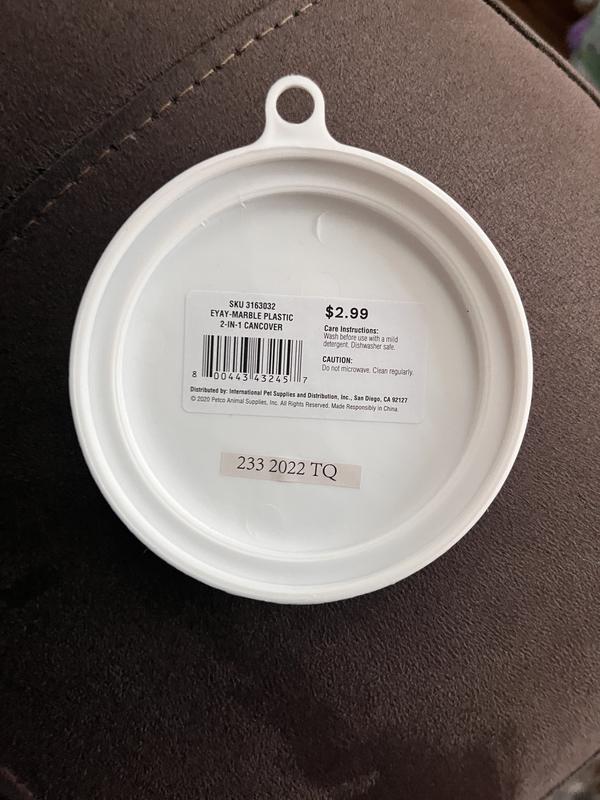 SKU 3163032
EYAY-MARBLE PLASTIC
2-IN-1 CANCOVER
8 00443 43245 7
$2.99
Care Instructions:
Wash before use with a mild
detergent. Dishwasher safe.
CAUTION:
Do not microwave. Clean regularly.
Distributed by: International Pet Supplies and Distribution, Inc., San Diego, CA 92127
© 2020 Petco Animal Supplies, Inc. All Rights Reserved. Made Responsibly in China.
233 2022 TQ